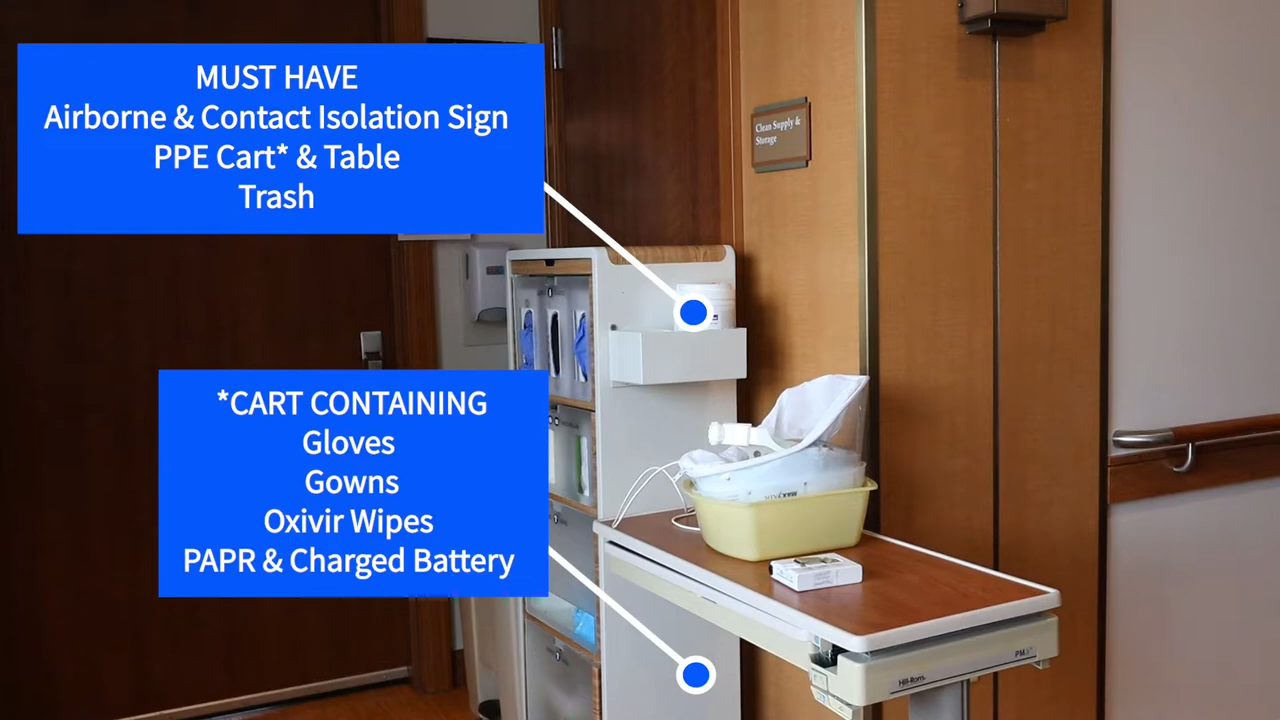 MUST HAVE
Airborne & Contact Isolation Sign
PPE Cart* & Table
Trash
Clean Supply &
Storage
*CART CONTAINING
Gloves
Gowns
Oxivir Wipes
PAPR & Charged Battery
Hill-Rom